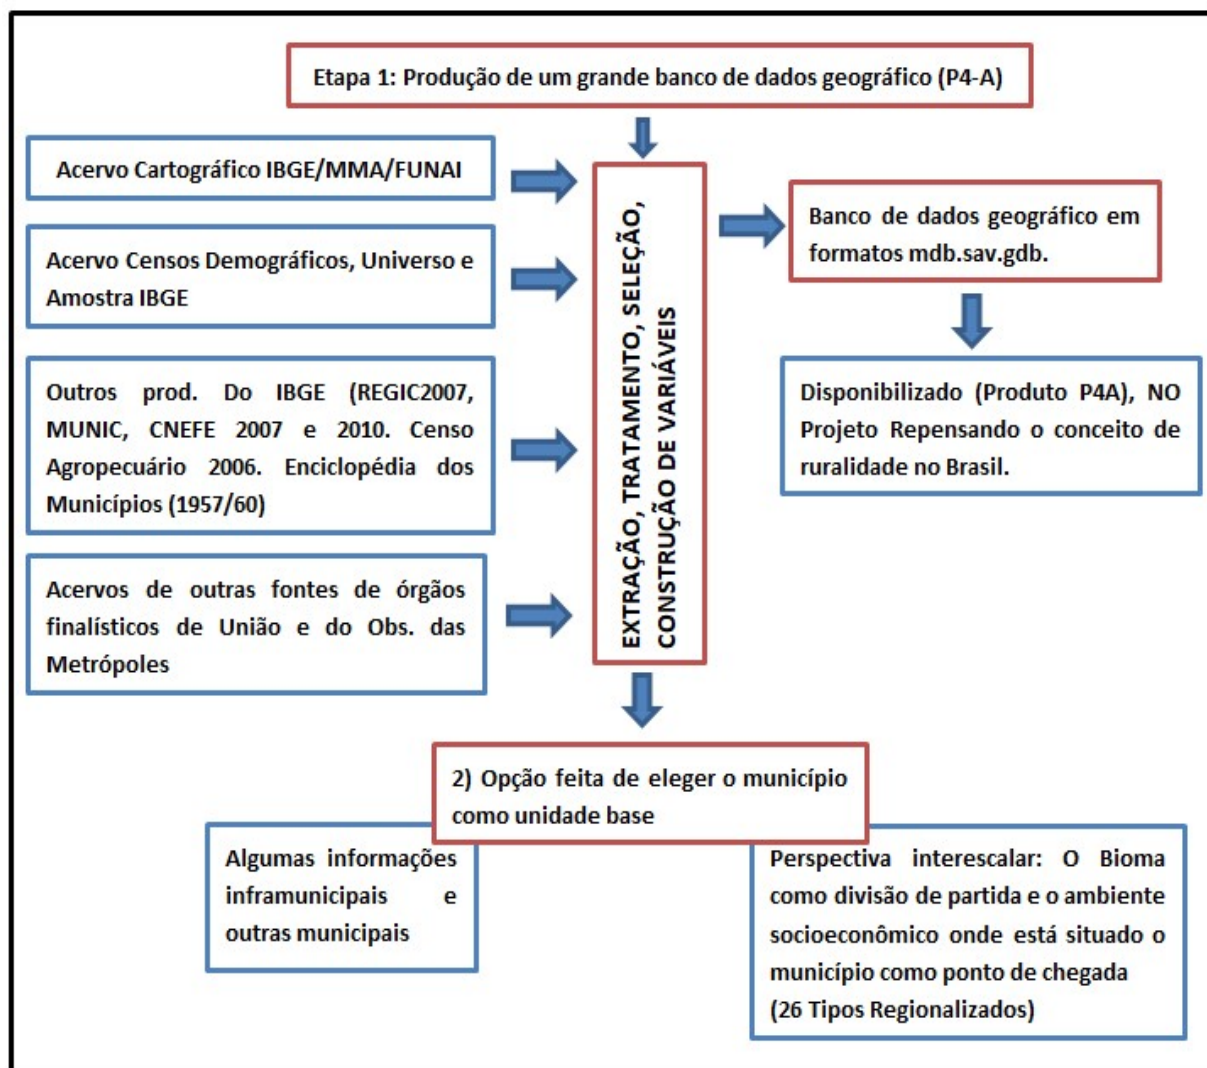 Etapa 1: Produção de um grande banco de dados geográfico (P4-A)
Acervo Cartográfico IBGE/MMA/FUNAI
Acervo Censos Demográficos, Universo e
Amostra IBGE
Outros prod. Do IBGE (REGIC2007,
MUNIC, CNEFE 2007 e 2010. Censo
Agropecuário 2006. Enciclopédia dos
Municípios (1957/60)
Acervos de outras fontes de órgãos
finalísticos de União e do Obs. das
Metrópoles
EXTRAÇÃO, TRATAMENTO, SELEÇÃO,
CONSTRUÇÃO DE VARIÁVEIS
Banco de dados geográfico em
formatos mdb.sav.gdb.
Disponibilizado (Produto P4A), NO
Projeto Repensando o conceito de
ruralidade no Brasil.
2) Opção feita de eleger o município
como unidade base
Algumas informações
inframunicipais e
outras municipais
Perspectiva interescalar: O Bioma
como divisão de partida e o ambiente
socioeconômico onde está situado o
município como ponto de chegada
(26 Tipos Regionalizados)